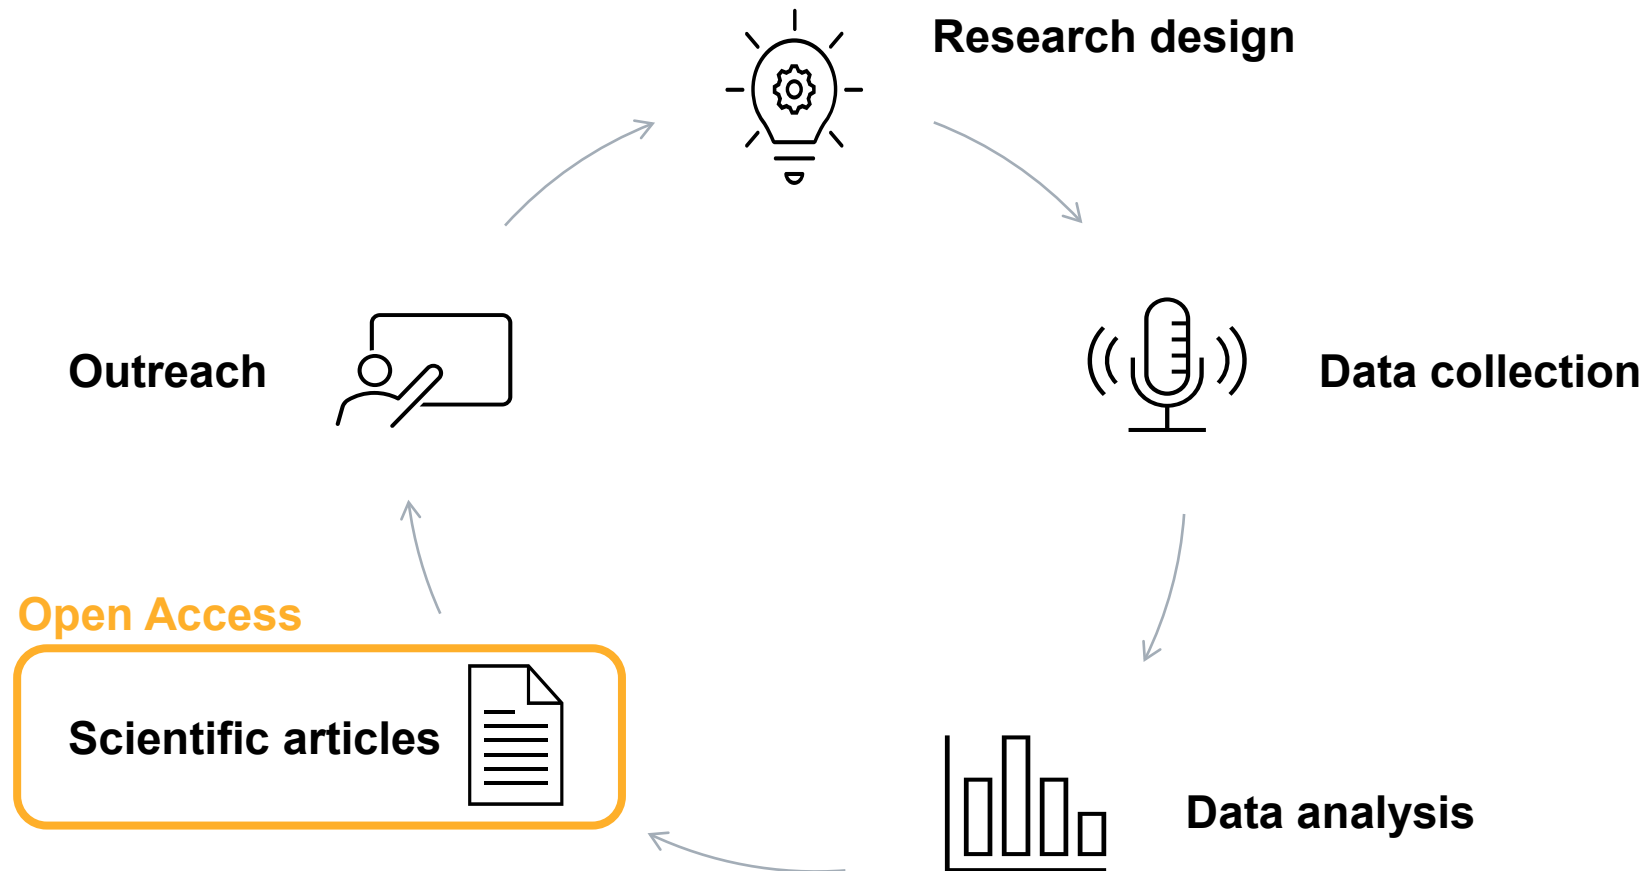 Research design
Outreach
Data collection
Open Access
Scientific articles
Data analysis